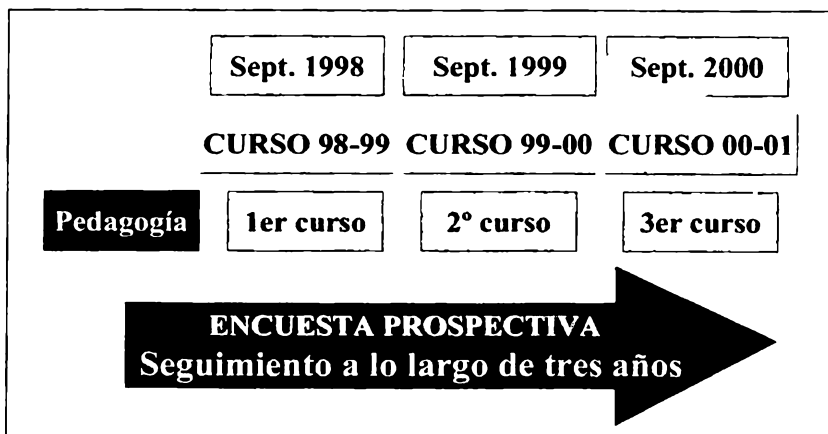 Sept. 1998 Sept. 1999 Sept. 2000
CURSO 98-99 CURSO 99-00 CURSO 00-01
Pedagogía 1er curso 2º curso 3er curso
ENCUESTA PROSPECTIVA
Seguimiento a lo largo de tres años